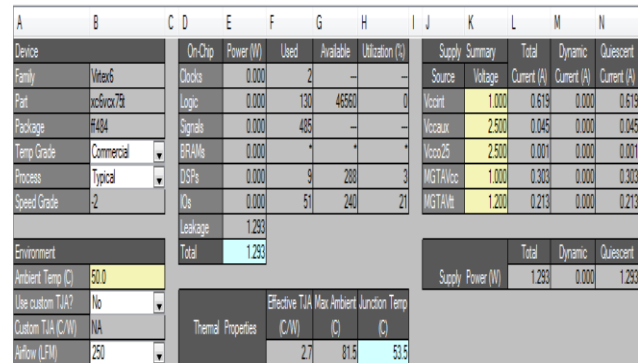 A B C D E F G H I J K L M N
Device On-Chip Power (W) Used Available Utilization (%) Supply Summary Total Dynamic Quiescent
Family Virtex6 Clocks 0.000 2 --- --- Source Voltage Current (A) Current (A) Current (A)
Part xc6vcx75t Logic 0.000 130 46560 0 Vccint 1.000 0.619 0.000 0.619
Package ff484 Signals 0.000 485 --- --- Vccaux 2.500 0.045 0.000 0.045
Temp Grade Commercial BRAMs 0.000 * * * Vcco25 2.500 0.001 0.000 0.001
Process Typical DSPs 0.000 9 288 3 MGTAVcc 1.000 0.303 0.000 0.303
Speed Grade -2 IOs 0.000 51 240 21 MGTAVtt 1.200 0.213 0.000 0.213
Leakage 1.293
Environment Total 1.293 Total Dynamic Quiescent
Ambient Temp (C) 50.0 Supply Power (W) 1.293 0.000 1.293
Use custom TJA? No Effective TJA Max Ambient Junction Temp
Custom TJA (C/W) NA Thermal Properties (C/W) (C) (C)
Airflow (LFM) 250 2.7 81.5 53.5